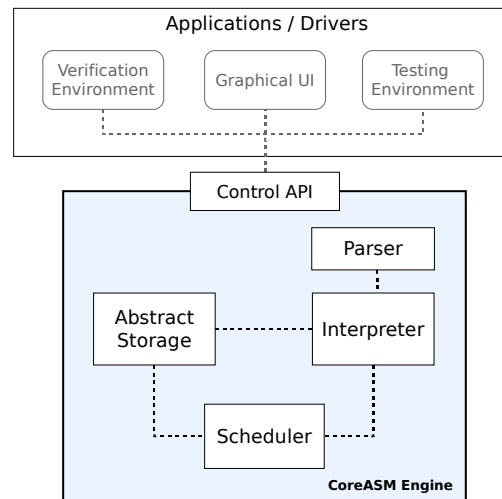 Applications / Drivers
Verification
Environment
Graphical UI
Testing
Environment
Control API
Parser
Abstract
Storage
Interpreter
Scheduler
CoreASM Engine